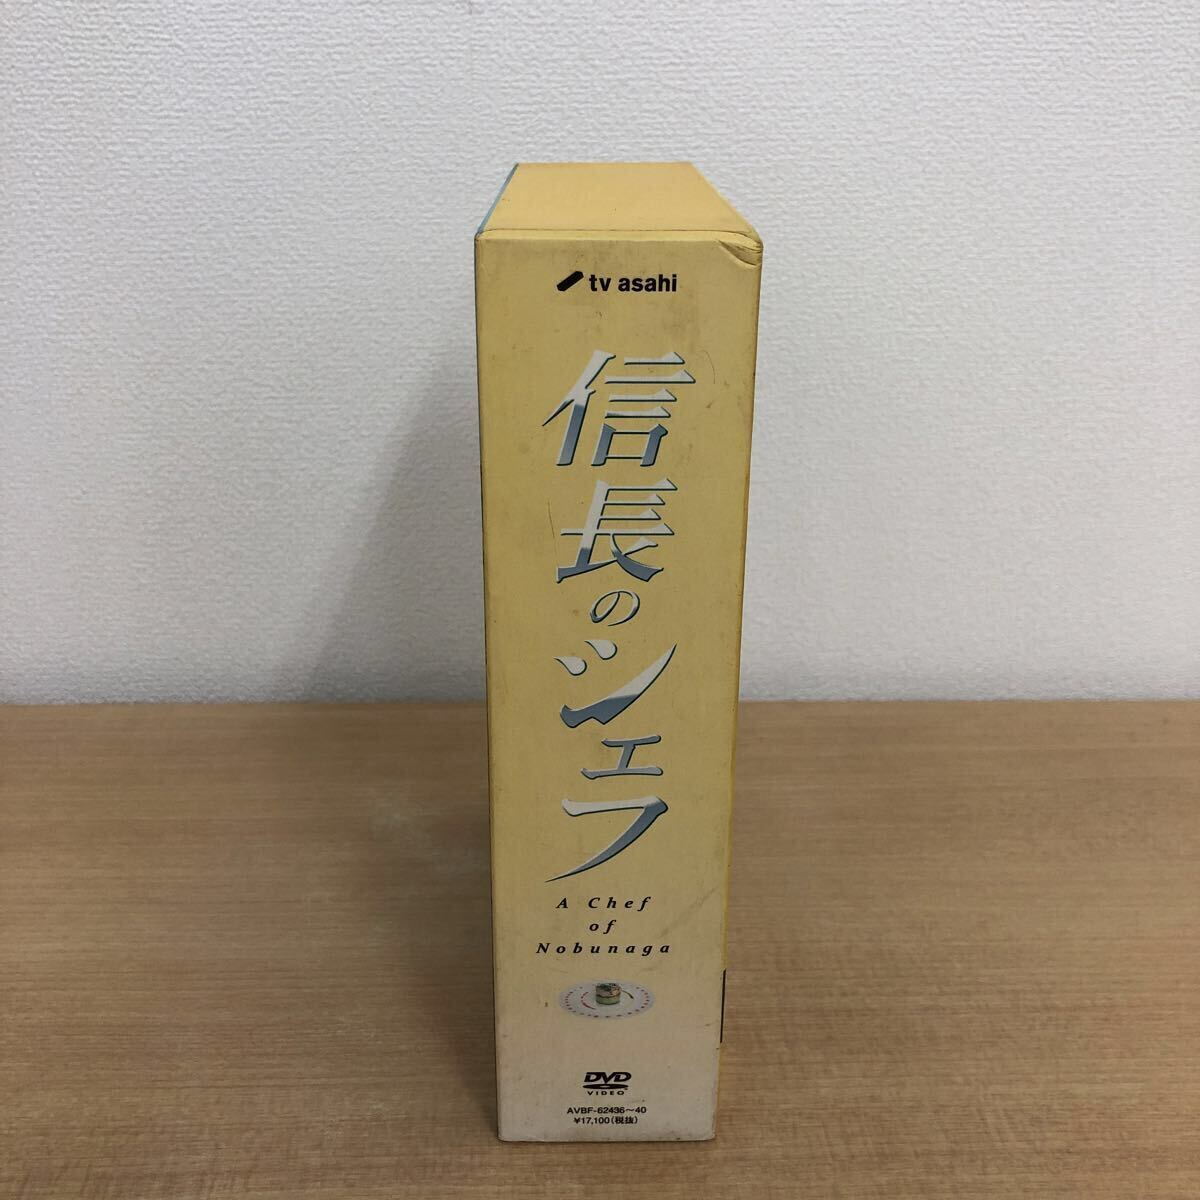 tv asahi
信長のシェフ
A Chef
of
Nobunaga
DVD
VIDEO
AVBF-62436～40
¥17,100(税抜)